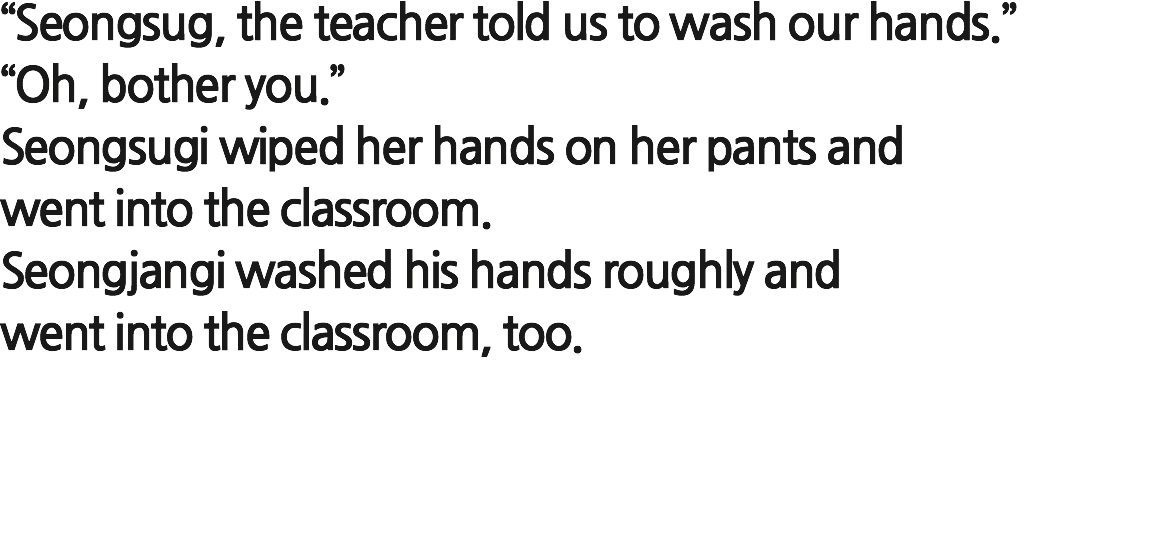 “Seongsug, the teacher told us to wash our hands.”
“Oh, bother you.”
Seongsugi wiped her hands on her pants and
went into the classroom.
Seongjangi washed his hands roughly and
went into the classroom, too.